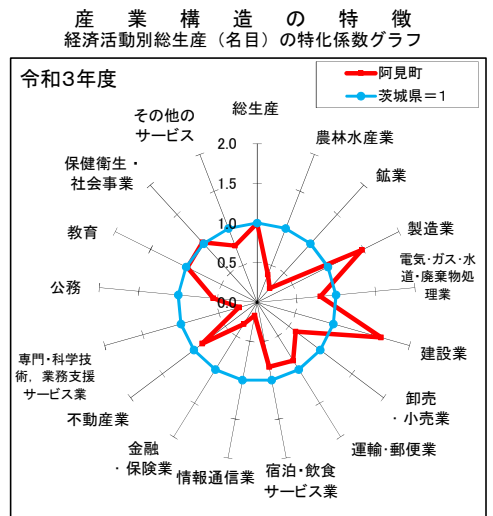 産業構造の特徴
経済活動別総生産（名目）の特化係数グラフ
令和3年度
阿見町
茨城県＝1
総生産
農林水産業
鉱業
製造業
電気･ガス･水
道･廃棄物処
理業
建設業
卸売
・小売業
運輸･郵便業
宿泊・飲食
サービス業
情報通信業
金融
・保険業
不動産業
専門・科学技
術，業務支援
サービス業
公務
教育
保健衛生・
社会事業
その他の
サービス
2.0
1.5
1.0
0.5
0.0